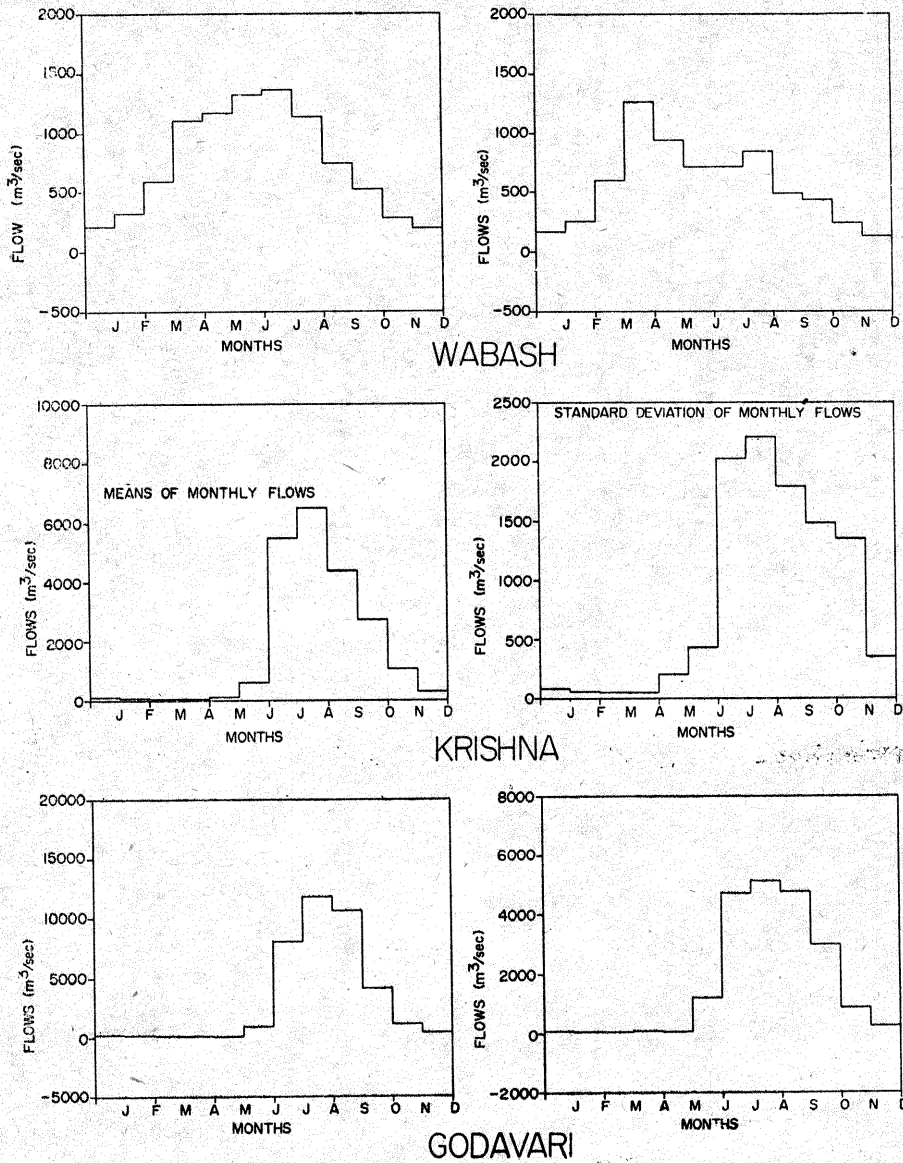 2000
1500
1000
500
0
-500
FLOW (m³/sec)
J F M A M J J A S O N D
MONTHS
2000
1500
1000
500
0
-500
FLOWS (m³/sec)
J F M A M J J A S O N D
MONTHS
WABASH
10000
8000
6000
4000
2000
0
FLOWS (m³/sec)
MEANS OF MONTHLY FLOWS
J F M A M J J A S O N D
MONTHS
2500
2000
1500
1000
500
0
FLOWS (m³/sec)
STANDARD DEVIATION OF MONTHLY FLOWS
J F M A M J J A S O N D
MONTHS
KRISHNA
20000
15000
10000
5000
0
-5000
FLOWS (m³/sec)
J F M A M J J A S O N D
MONTHS
8000
6000
4000
2000
0
-2000
FLOWS (m³/sec)
J F M A M J J A S O N D
MONTHS
GODAVARI